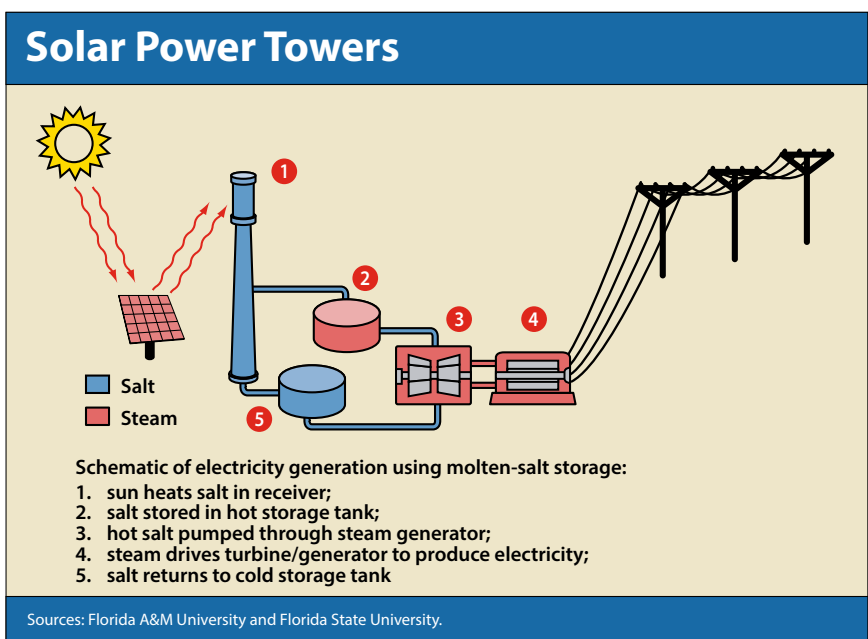 Solar Power Towers
1
2
3
4
5
Salt
Steam
Schematic of electricity generation using molten-salt storage:
1. sun heats salt in receiver;
2. salt stored in hot storage tank;
3. hot salt pumped through steam generator;
4. steam drives turbine/generator to produce electricity;
5. salt returns to cold storage tank
Sources: Florida A&M University and Florida State University.